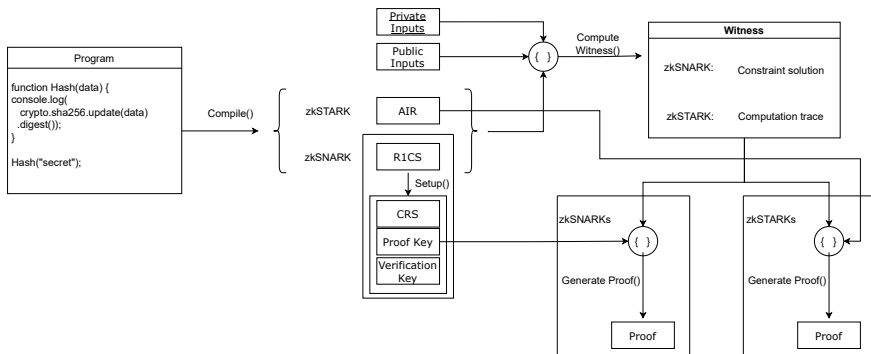 Program
function Hash(data) {
console.log(
crypto.sha256.update(data)
.digest());
}
Hash("secret");
Compile()
zkSTARK
zkSNARK
Private
Inputs
Public
Inputs
{ }
Compute
Witness()
Witness
zkSNARK: Constraint solution
zkSTARK: Computation trace
AIR
R1CS
Setup()
CRS
Proof Key
Verification
Key
zkSNARKs
{ }
Generate Proof()
Proof
zkSTARKs
{ }
Generate Proof()
Proof